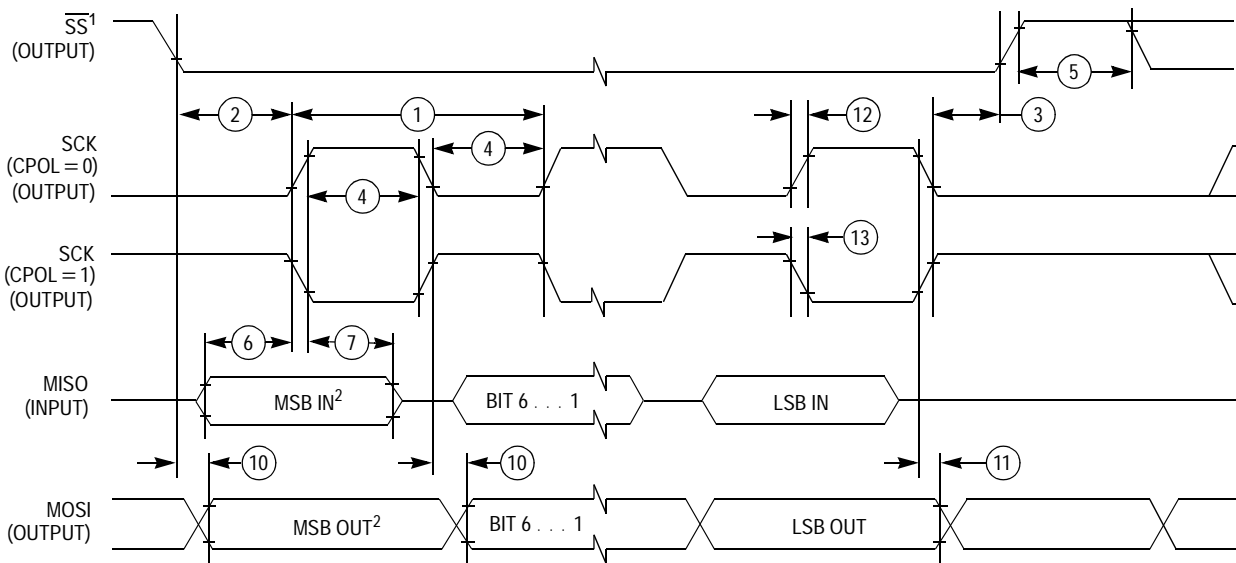 SS¹
(OUTPUT)
5
2
1
12
3
SCK
(CPOL = 0)
(OUTPUT)
4
4
SCK
(CPOL = 1)
(OUTPUT)
13
6
7
MISO
(INPUT)
MSB IN²
BIT 6 . . . 1
LSB IN
10
10
11
MOSI
(OUTPUT)
MSB OUT²
BIT 6 . . . 1
LSB OUT